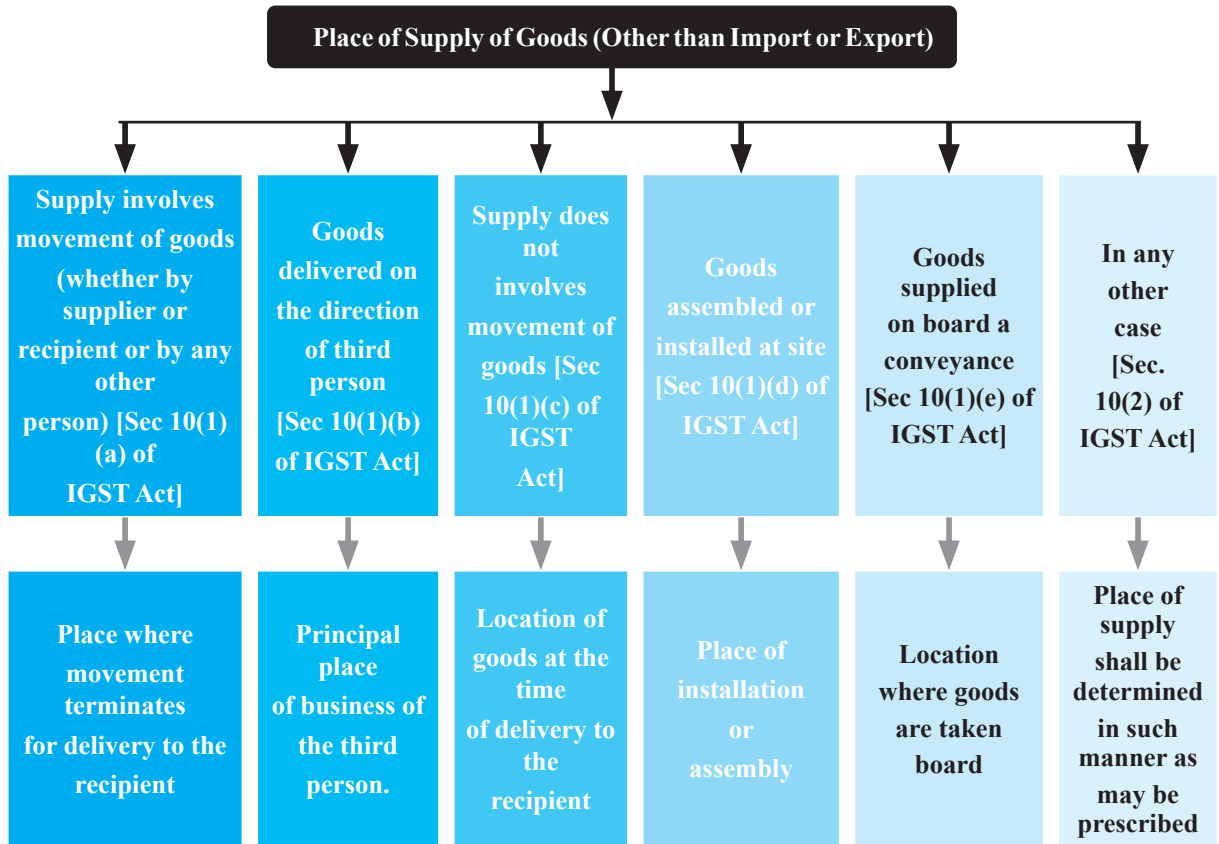 Place of Supply of Goods (Other than Import or Export)
Supply involves
movement of goods
(whether by
supplier or
recipient or by any
other
person) [Sec 10(1)
(a) of
IGST Act]
Goods
delivered on
the direction
of third
person
[Sec 10(1)(b)
of IGST Act]
Supply does
not
involves
movement of
goods [Sec
10(1)(c) of
IGST
Act]
Goods
assembled or
installed at site
[Sec 10(1)(d) of
IGST Act]
Goods
supplied
on board a
conveyance
[Sec 10(1)(e) of
IGST Act]
In any
other
case
[Sec.
10(2) of
IGST Act]
Place where
movement
terminates
for delivery to the
recipient
Principal
place
of business of
the third
person.
Location of
goods at the
time
of delivery to
the
recipient
Place of
installation
or
assembly
Location
where goods
are taken
board
Place of
supply
shall be
determined
in such
manner as
may be
prescribed